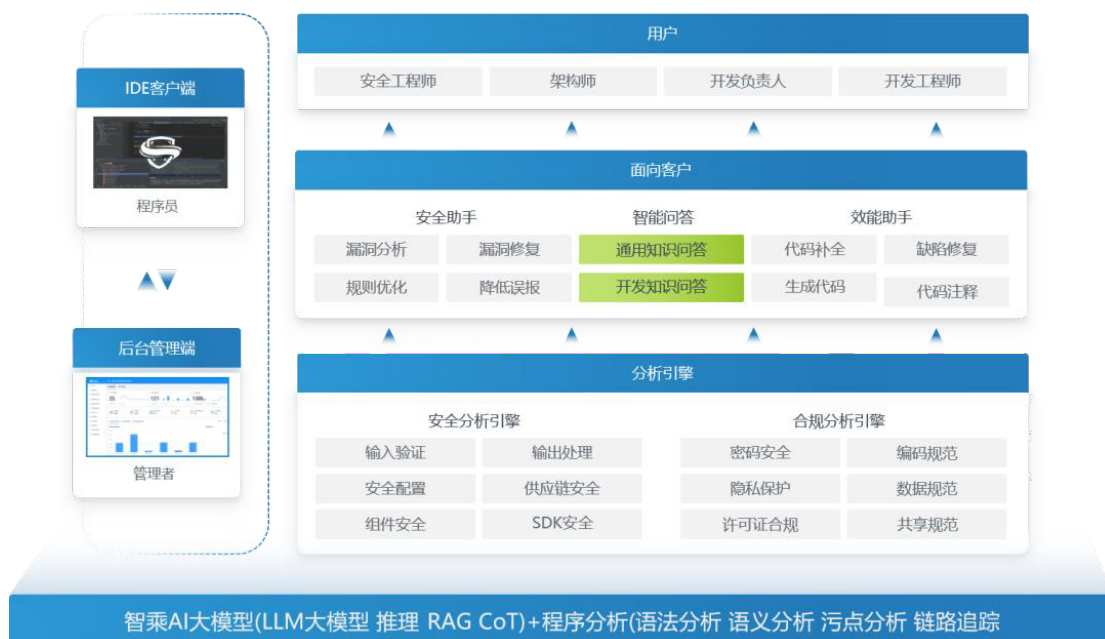 IDE客户端
程序员
后台管理端
管理者
用户
安全工程师 架构师 开发负责人 开发工程师
面向客户
安全助手 智能问答 效能助手
漏洞分析 漏洞修复 通用知识问答 代码补全 缺陷修复
规则优化 降低误报 开发知识问答 生成代码 代码注释
分析引擎
安全分析引擎 合规分析引擎
输入验证 输出处理 密码安全 编码规范
安全配置 供应链安全 隐私保护 数据规范
组件安全 SDK安全 许可证合规 共享规范
智乘AI大模型(LLM大模型 推理 RAG CoT)+程序分析(语法分析 语义分析 污点分析 链路追踪